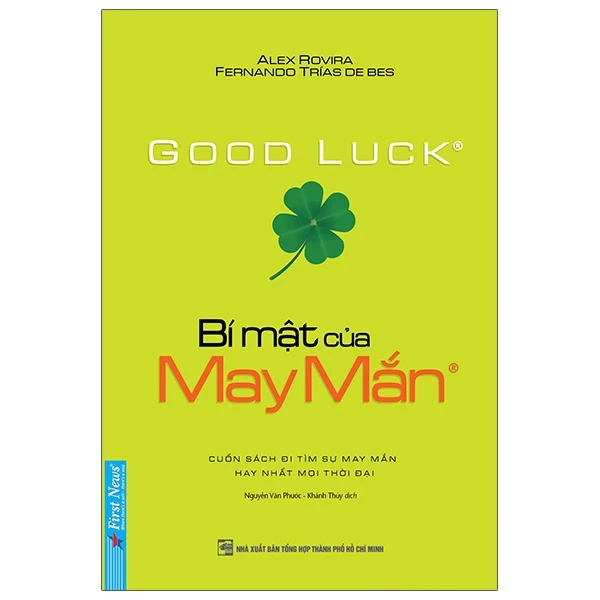 ALEX ROVIRA
FERNANDO TRÍAS DE BES
GOOD LUCK®
Bí mật của
May Mắn®
CUỐN SÁCH ĐI TÌM SỰ MAY MẮN
HAY NHẤT MỌI THỜI ĐẠI
Nguyễn Văn Phước - Khánh Thủy dịch
First News®
NHÀ XUẤT BẢN TỔNG HỢP THÀNH PHỐ HỒ CHÍ MINH